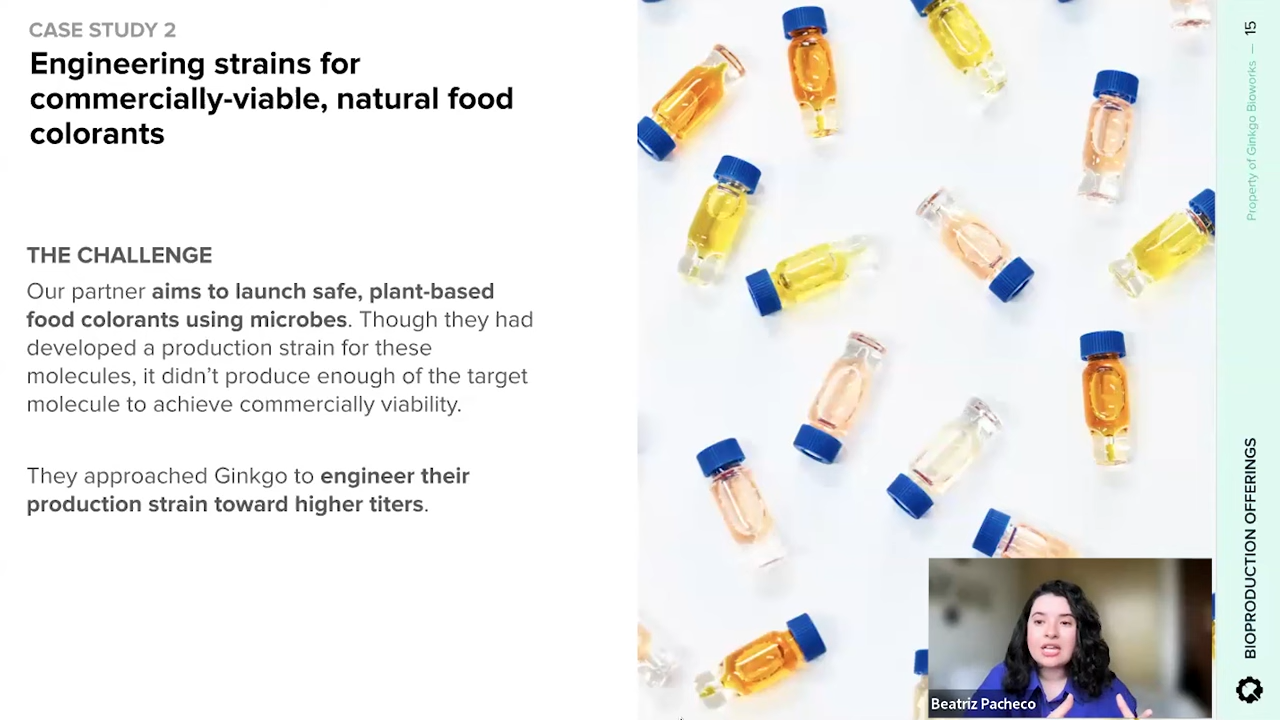 CASE STUDY 2
Engineering strains for
commercially-viable, natural food
colorants
THE CHALLENGE
Our partner aims to launch safe, plant-based
food colorants using microbes. Though they had
developed a production strain for these
molecules, it didn’t produce enough of the target
molecule to achieve commercially viability.
They approached Ginkgo to engineer their
production strain toward higher titers.
Property of Ginkgo Bioworks — 15
BIOPRODUCTION OFFERINGS
Beatriz Pacheco